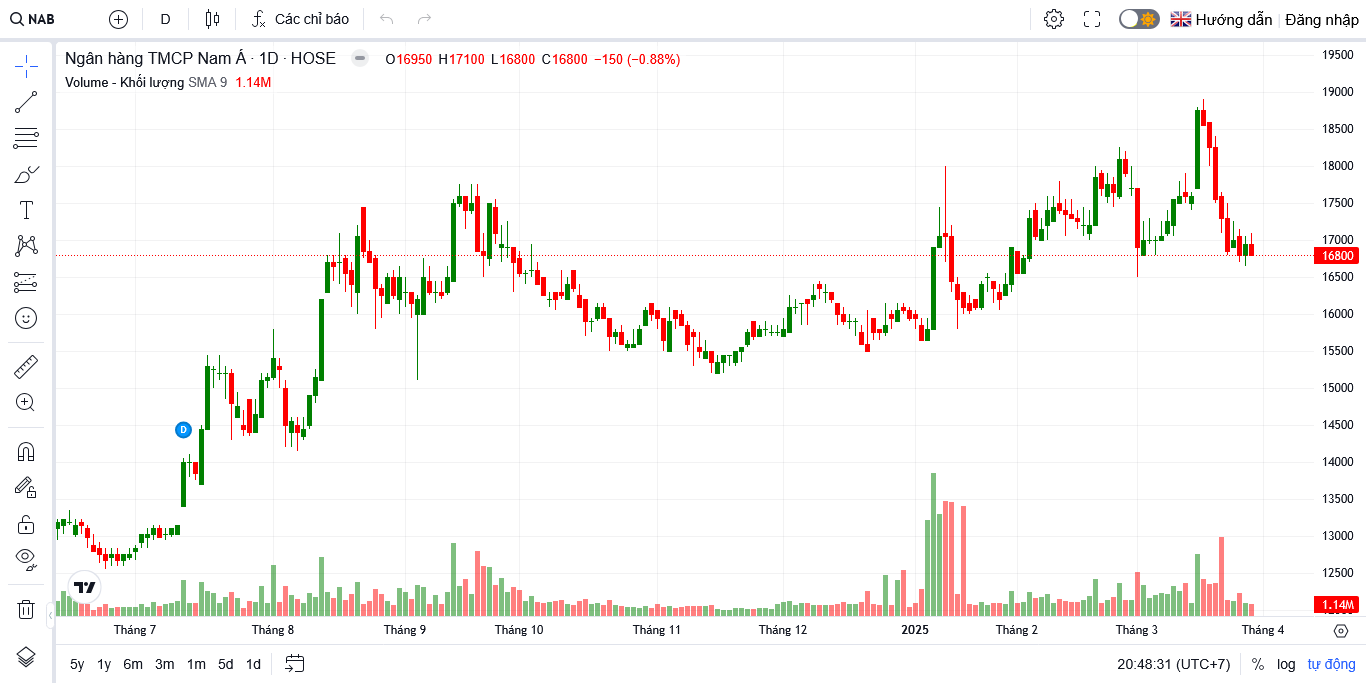 NAB D Các chỉ báo Hướng dẫn Đăng nhập
Ngân hàng TMCP Nam Á · 1D · HOSE O16950 H17100 L16800 C16800 −150 (−0.88%)
Volume - Khối lượng SMA 9 1.14M
19500
19000
18500
18000
17500
17000
16800
16500
16000
15500
15000
14500
14000
13500
13000
12500
1.14M
D
Tháng 7 Tháng 8 Tháng 9 Tháng 10 Tháng 11 Tháng 12 2025 Tháng 2 Tháng 3 Tháng 4
5y 1y 6m 3m 1m 5d 1d 20:48:31 (UTC+7) % log tự động